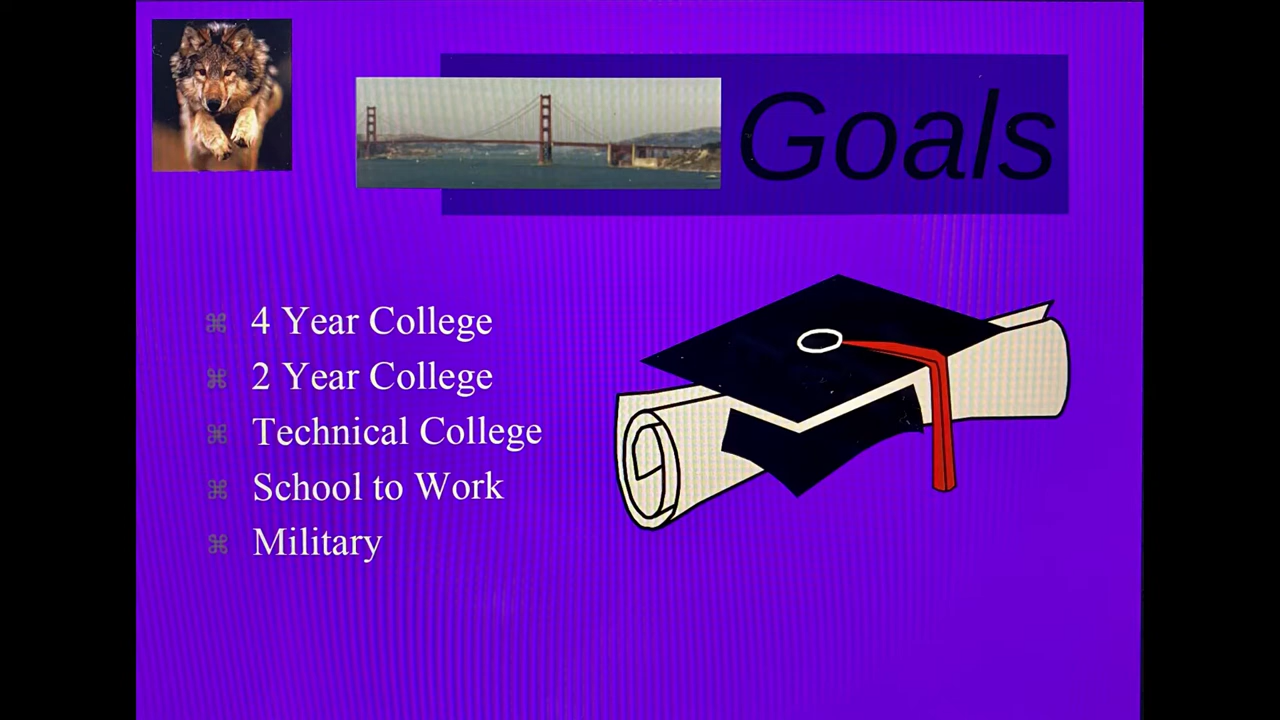 Goals
⌘ 4 Year College
⌘ 2 Year College
⌘ Technical College
⌘ School to Work
⌘ Military